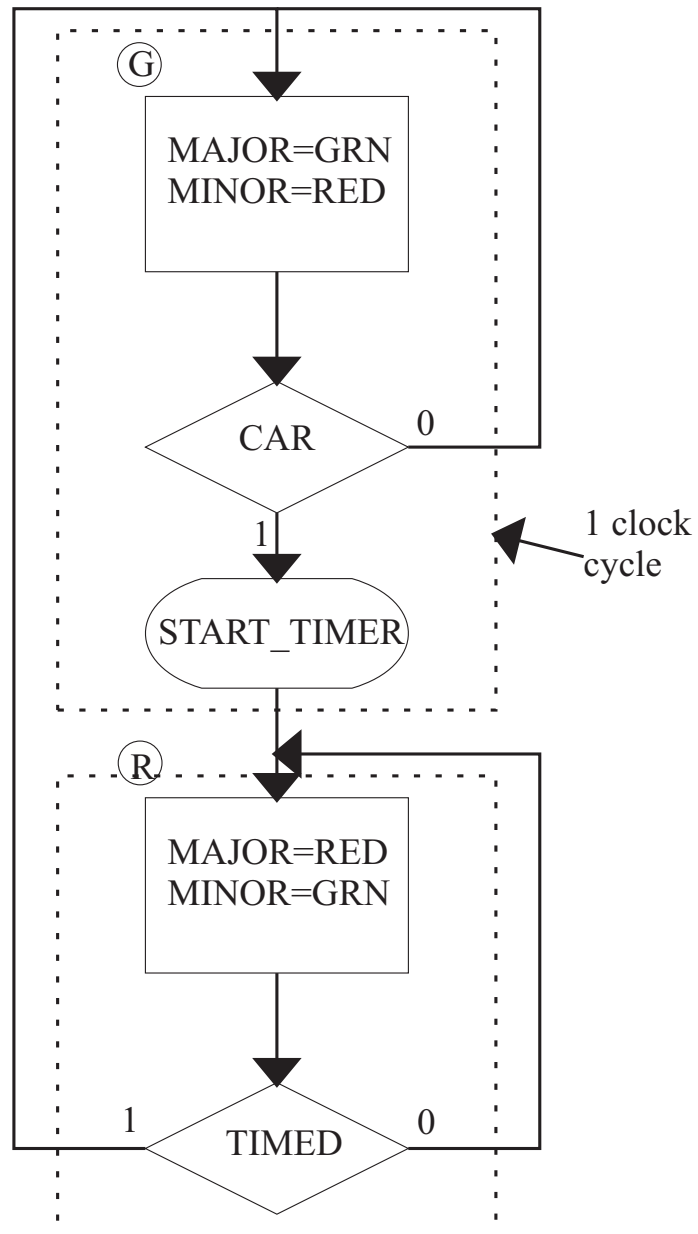 G
MAJOR=GRN
MINOR=RED
CAR
0
1
1 clock
cycle
START_TIMER
R
MAJOR=RED
MINOR=GRN
1
TIMED
0